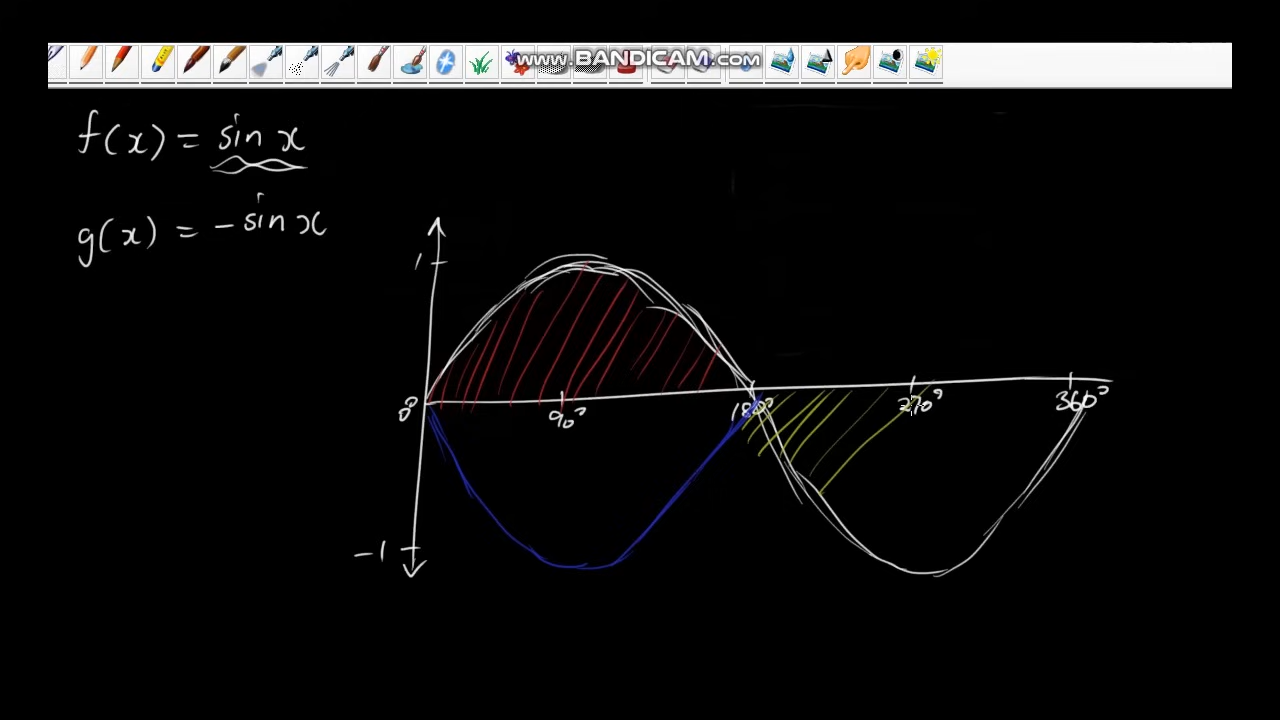 www.BANDICAM.com
f(x) = sin x
g(x) = - sin x
1
0° 90° 180° 270° 360°
-1